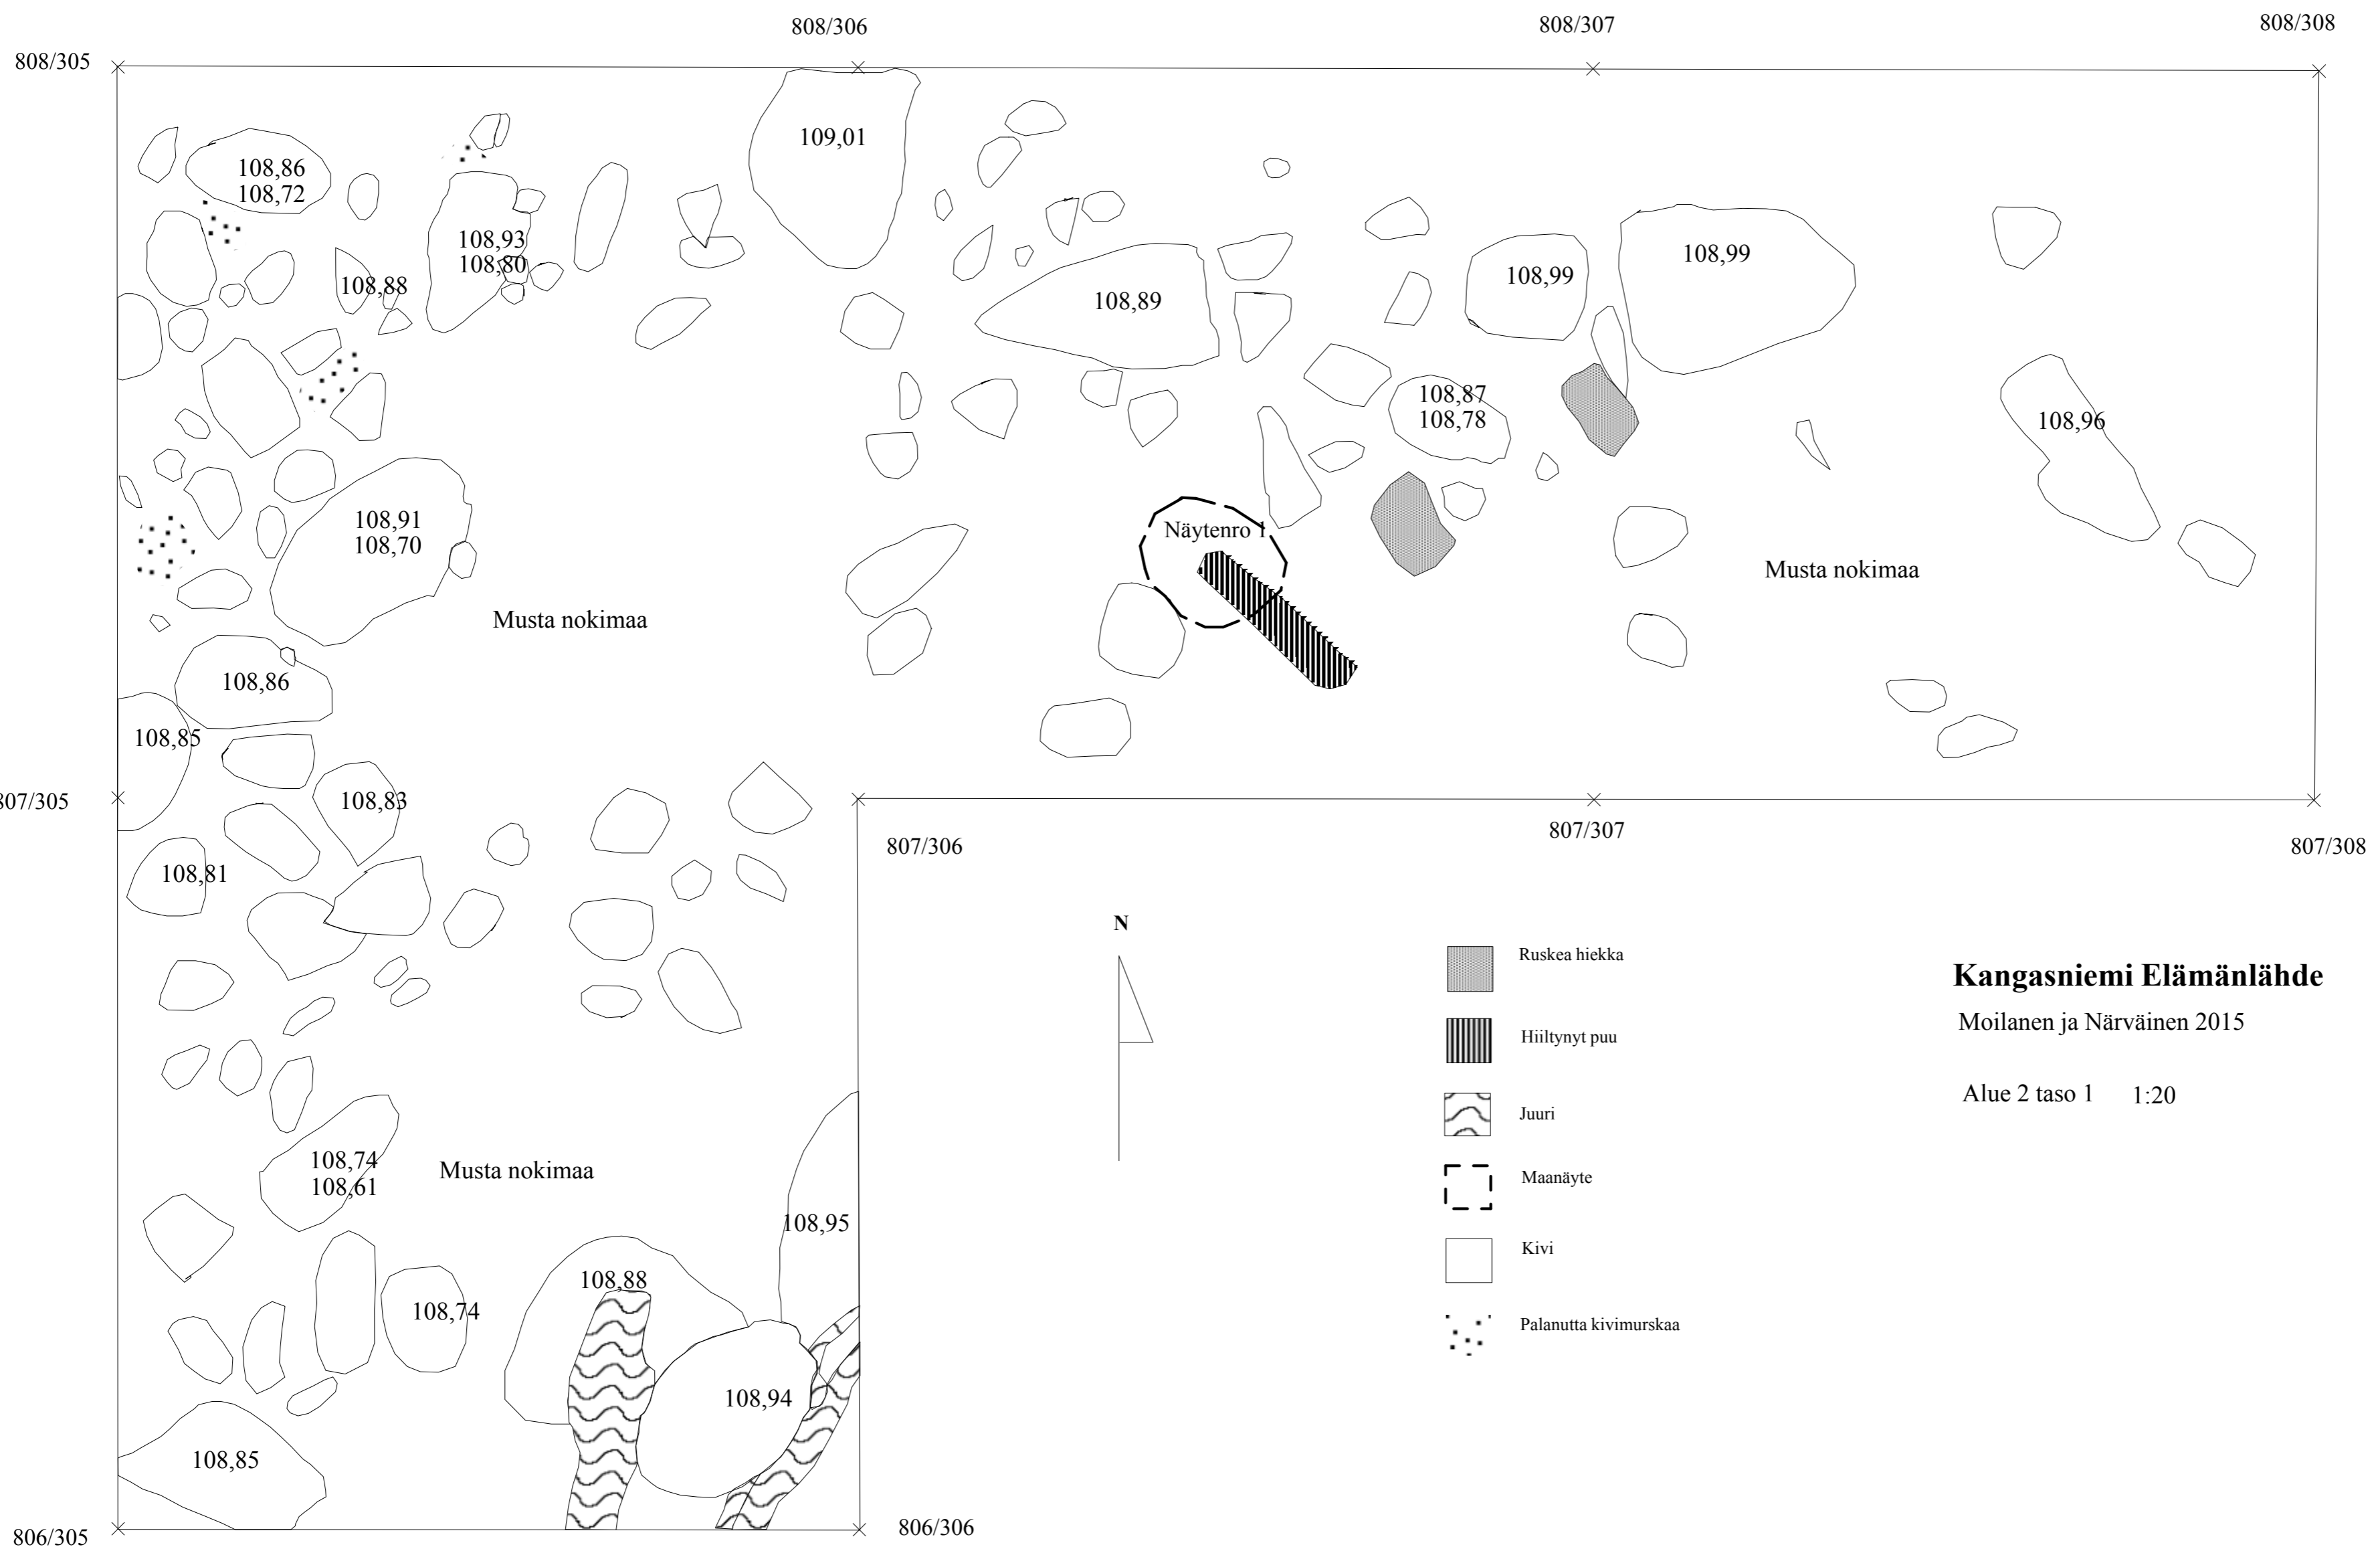 808/305
808/306
808/307
808/308
108,86
108,72
108,93
108,80
108,88
109,01
108,89
108,99
108,99
108,87
108,78
108,96
108,91
108,70
Näytenro 1
Musta nokimaa
Musta nokimaa
108,86
108,85
807/305
108,83
108,81
807/306
807/307
807/308
108,74
108,61
Musta nokimaa
108,95
108,88
108,74
108,94
108,85
806/305
806/306
N
Ruskea hiekka
Hiiltynyt puu
Juuri
Maanäyte
Kivi
Palanutta kivimurskaa
Kangasniemi Elämänlähde
Moilanen ja Närväinen 2015
Alue 2 taso 1 1:20